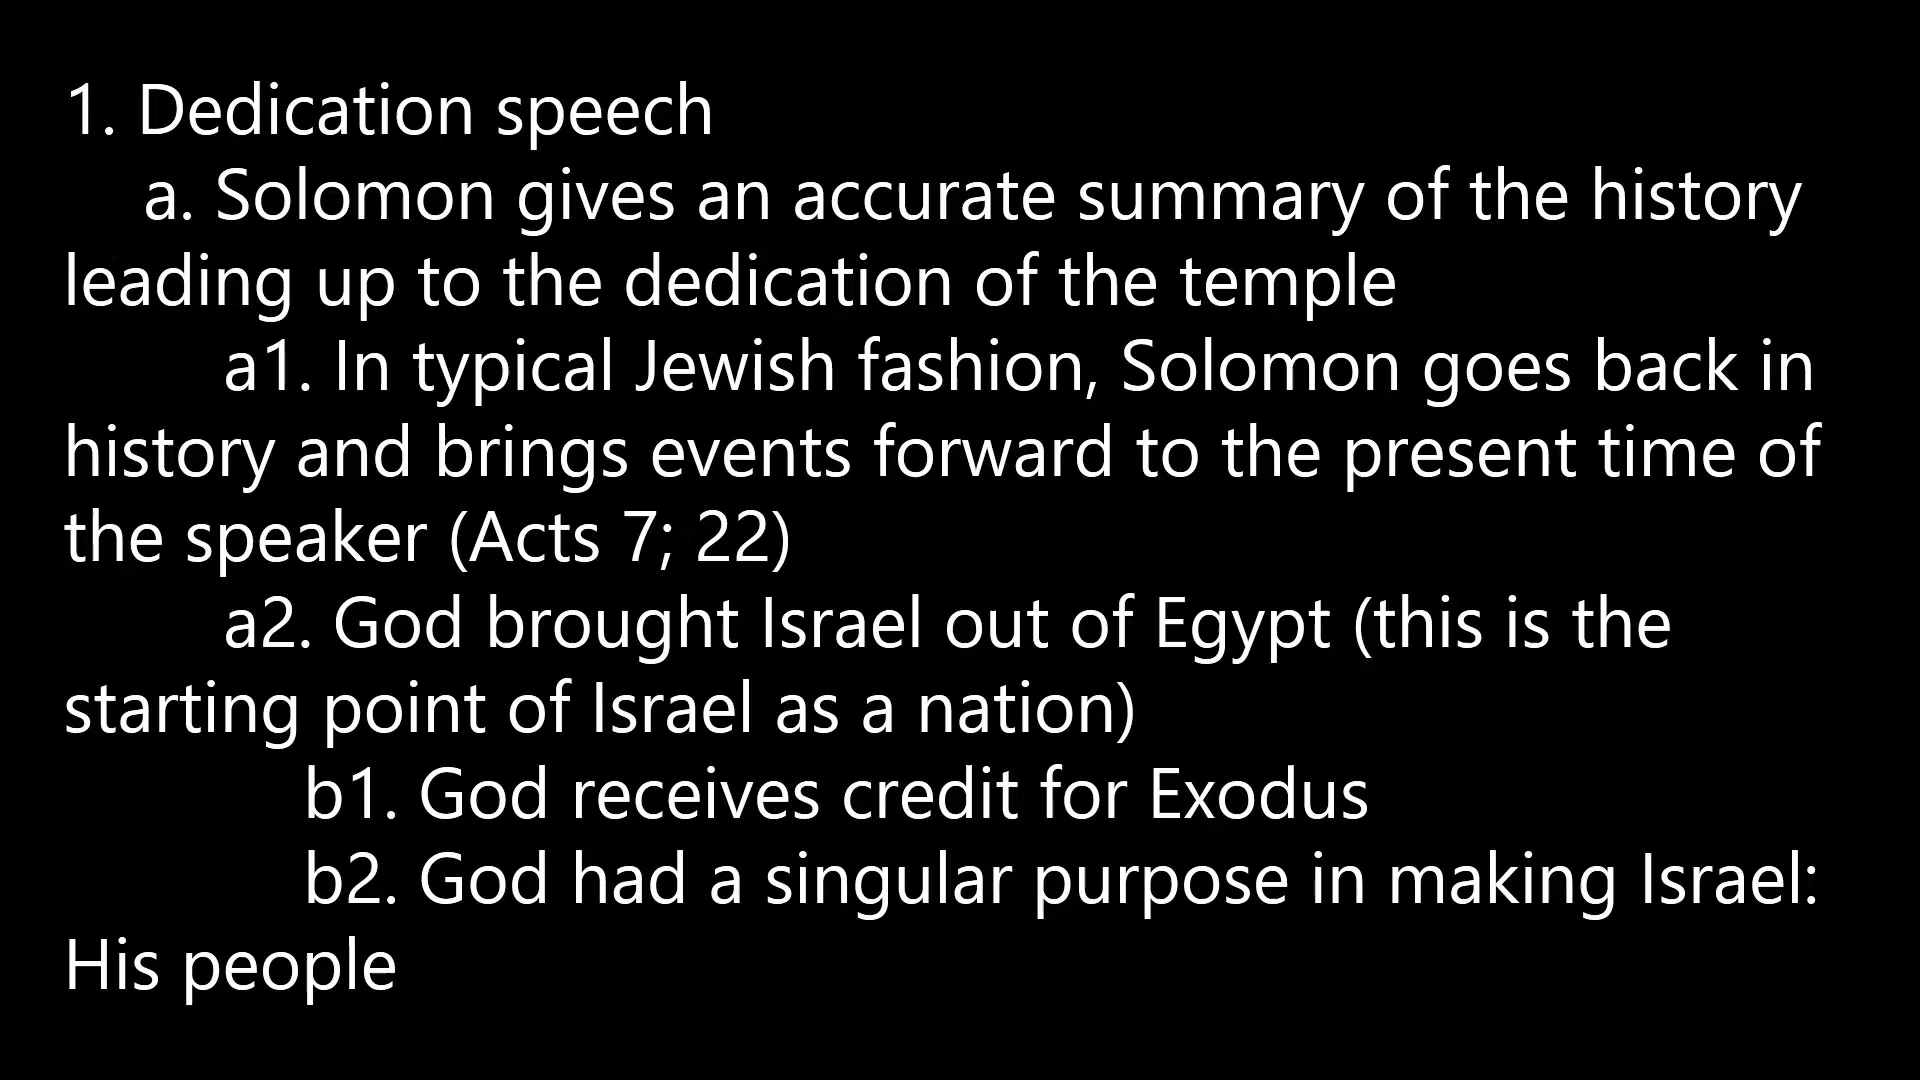 1. Dedication speech
a. Solomon gives an accurate summary of the history
leading up to the dedication of the temple
a1. In typical Jewish fashion, Solomon goes back in
history and brings events forward to the present time of
the speaker (Acts 7; 22)
a2. God brought Israel out of Egypt (this is the
starting point of Israel as a nation)
b1. God receives credit for Exodus
b2. God had a singular purpose in making Israel:
His people